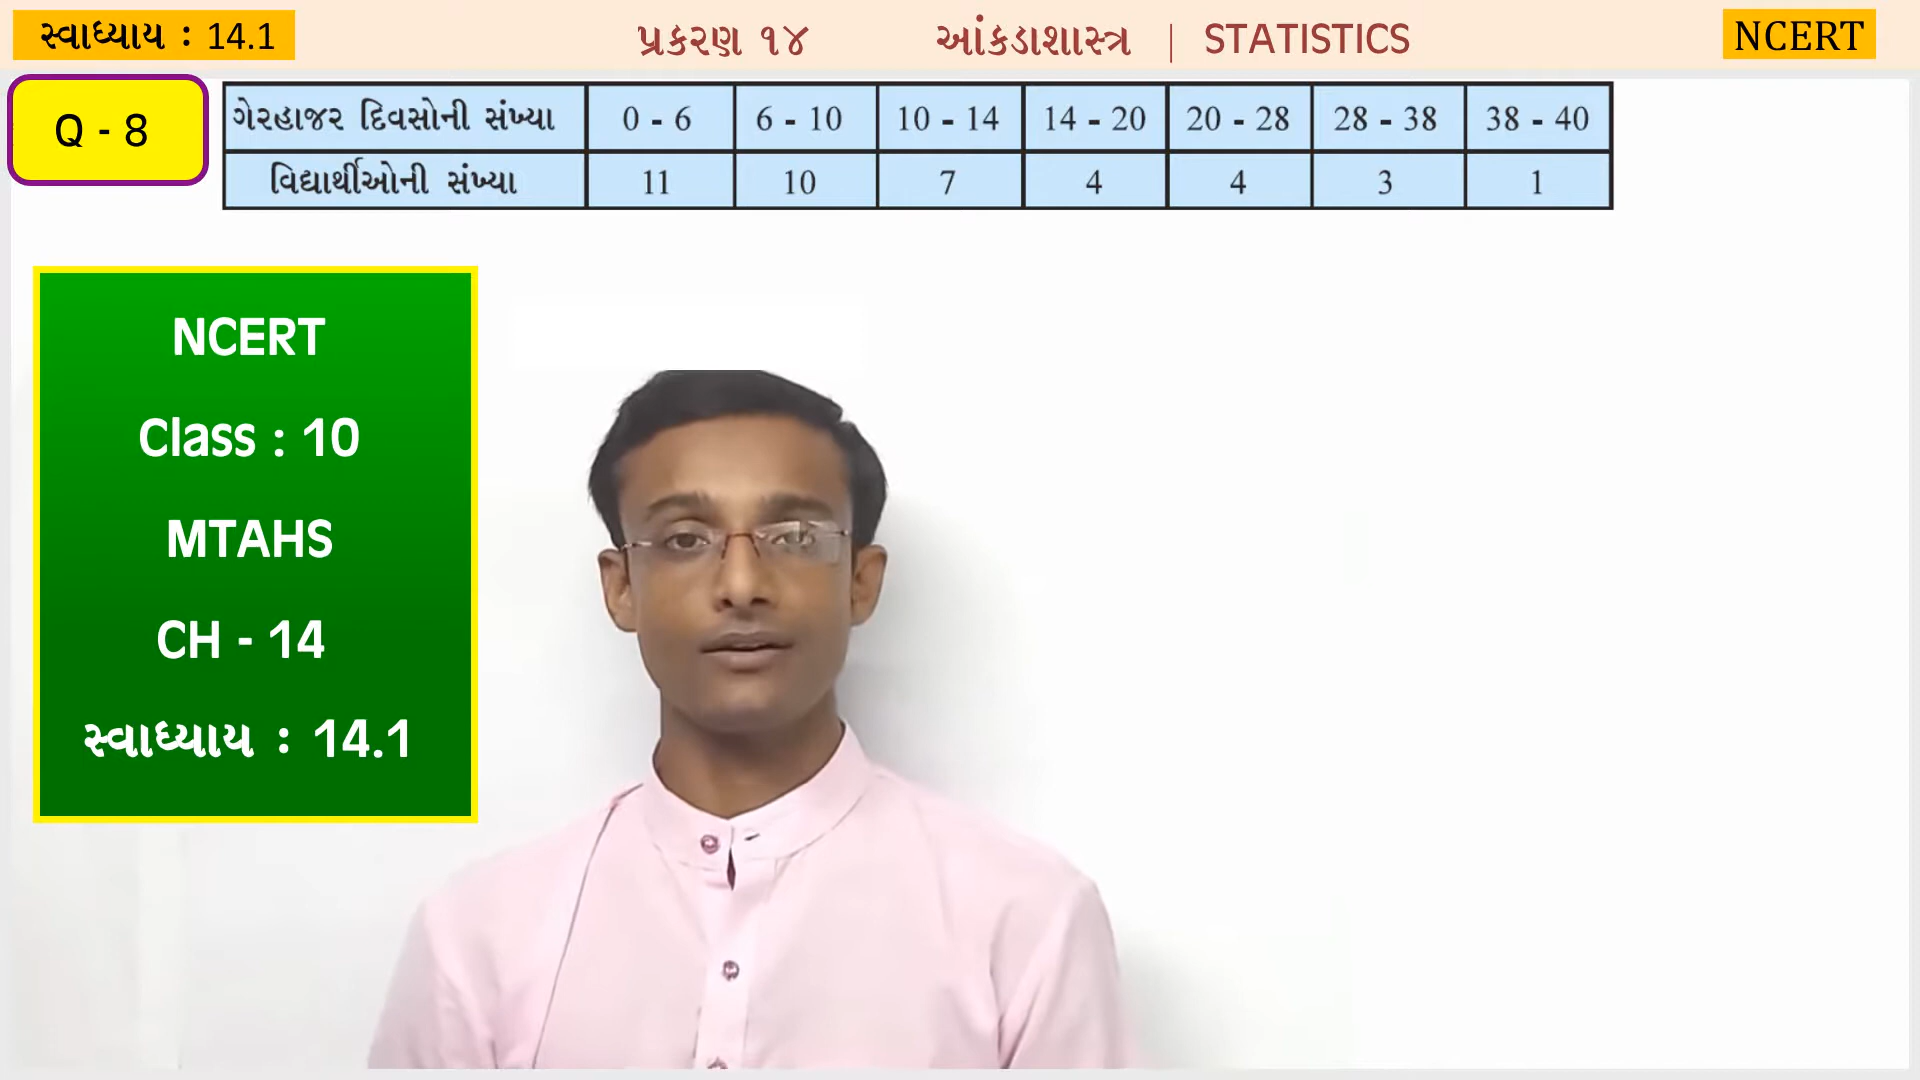 સ્વાધ્યાય : 14.1
પ્રકરણ ૧૪ આંકડાશાસ્ત્ર | STATISTICS
NCERT
Q - 8
ગેરહાજર દિવસોની સંખ્યા 0 - 6 6 - 10 10 - 14 14 - 20 20 - 28 28 - 38 38 - 40
વિદ્યાર્થીઓની સંખ્યા 11 10 7 4 4 3 1
NCERT
Class : 10
MTAHS
CH - 14
સ્વાધ્યાય : 14.1